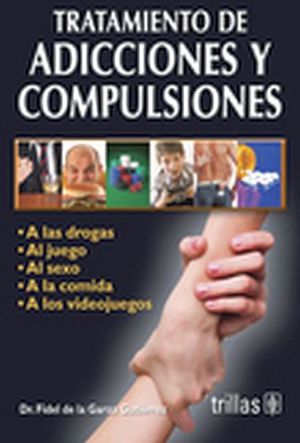 TRATAMIENTO DE
ADICCIONES Y
COMPULSIONES
• A las drogas
• Al juego
• Al sexo
• A la comida
• A los videojuegos
Dr. Fidel de la Garza Gutiérrez
trillas